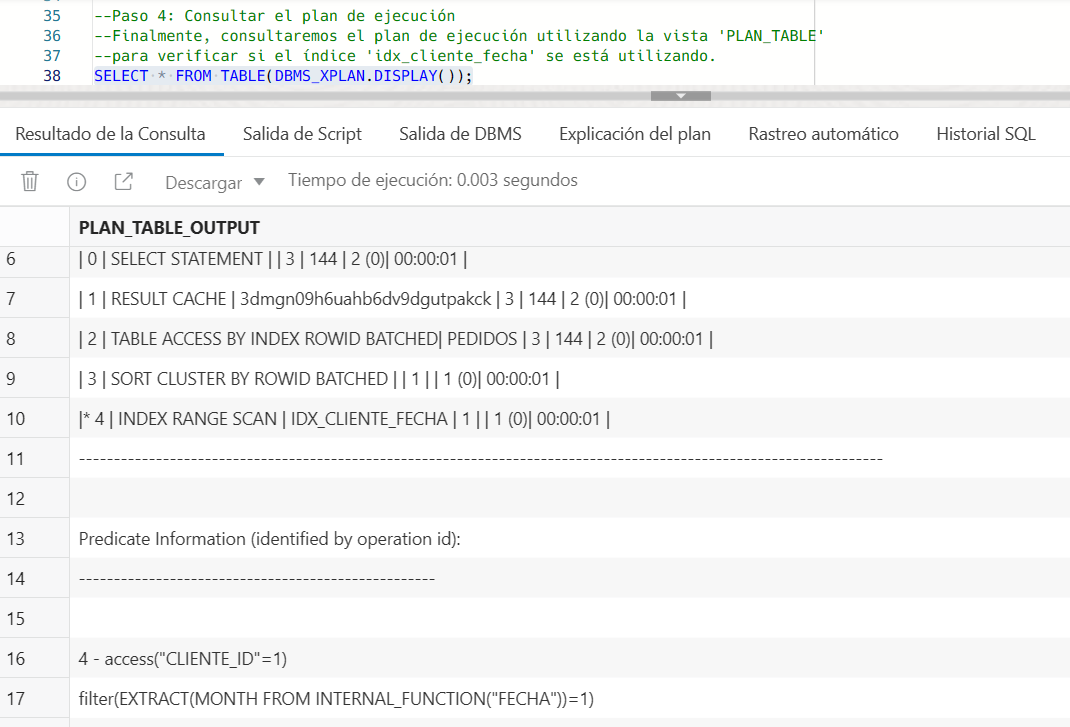 35 --Paso 4: Consultar el plan de ejecución
36 --Finalmente, consultaremos el plan de ejecución utilizando la vista 'PLAN_TABLE'
37 --para verificar si el índice 'idx_cliente_fecha' se está utilizando.
38 SELECT * FROM TABLE(DBMS_XPLAN.DISPLAY());
Resultado de la Consulta Salida de Script Salida de DBMS Explicación del plan Rastreo automático Historial SQL
Descargar Tiempo de ejecución: 0.003 segundos
PLAN_TABLE_OUTPUT
6 | 0 | SELECT STATEMENT | | 3 | 144 | 2 (0)| 00:00:01 |
7 | 1 | RESULT CACHE | 3dmgn09h6uahb6dv9dgutpakck | 3 | 144 | 2 (0)| 00:00:01 |
8 | 2 | TABLE ACCESS BY INDEX ROWID BATCHED| PEDIDOS | 3 | 144 | 2 (0)| 00:00:01 |
9 | 3 | SORT CLUSTER BY ROWID BATCHED | | 1 | | 1 (0)| 00:00:01 |
10 |* 4 | INDEX RANGE SCAN | IDX_CLIENTE_FECHA | 1 | | 1 (0)| 00:00:01 |
11 -------------------------------------------------------------------------------------------------------------------
12
13 Predicate Information (identified by operation id):
14 ---------------------------------------------------
15
16 4 - access("CLIENTE_ID"=1)
17 filter(EXTRACT(MONTH FROM INTERNAL_FUNCTION("FECHA"))=1)